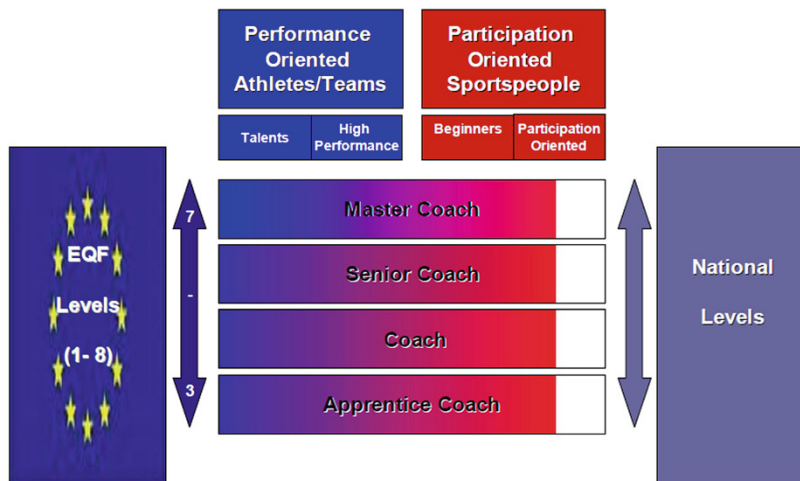 Performance
Oriented
Athletes/Teams
Participation
Oriented
Sportspeople
Talents
High
Performance
Beginners
Participation
Oriented
EQF
Levels
(1- 8)
7
-
3
Master Coach
Senior Coach
Coach
Apprentice Coach
National
Levels